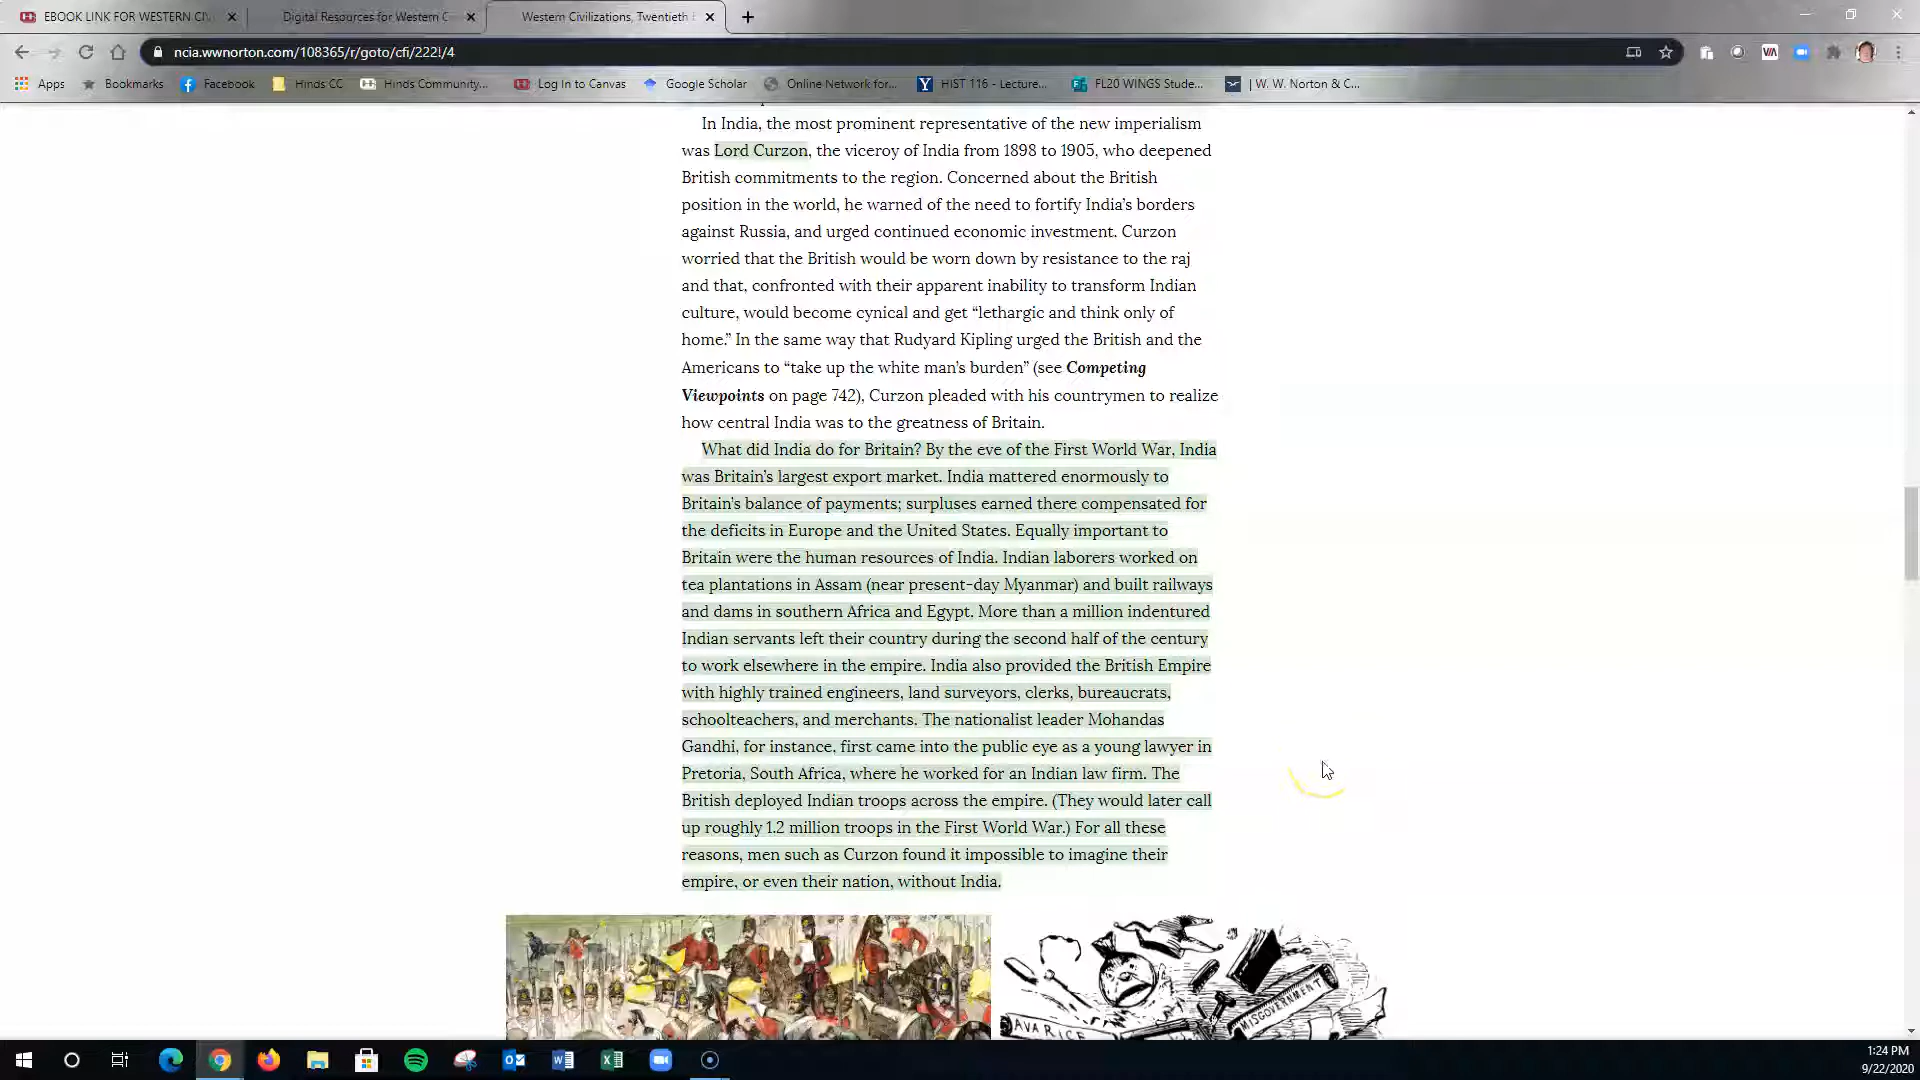 EBOOK LINK FOR WESTERN CIV
Digital Resources for Western C
Western Civilizations, Twentieth
ncia.wwnorton.com/108365/r/goto/cfi/222!/4
Apps
Bookmarks
Facebook
Hinds CC
Hinds Community...
Log In to Canvas
Google Scholar
Online Network for...
HIST 116 - Lecture...
FL20 WINGS Stude...
| W. W. Norton & C...
In India, the most prominent representative of the new imperialism
was Lord Curzon, the viceroy of India from 1898 to 1905, who deepened
British commitments to the region. Concerned about the British
position in the world, he warned of the need to fortify India's borders
against Russia, and urged continued economic investment. Curzon
worried that the British would be worn down by resistance to the raj
and that, confronted with their apparent inability to transform Indian
culture, would become cynical and get “lethargic and think only of
home.” In the same way that Rudyard Kipling urged the British and the
Americans to “take up the white man's burden” (see Competing
Viewpoints on page 742), Curzon pleaded with his countrymen to realize
how central India was to the greatness of Britain.
What did India do for Britain? By the eve of the First World War, India
was Britain's largest export market. India mattered enormously to
Britain's balance of payments; surpluses earned there compensated for
the deficits in Europe and the United States. Equally important to
Britain were the human resources of India. Indian laborers worked on
tea plantations in Assam (near present-day Myanmar) and built railways
and dams in southern Africa and Egypt. More than a million indentured
Indian servants left their country during the second half of the century
to work elsewhere in the empire. India also provided the British Empire
with highly trained engineers, land surveyors, clerks, bureaucrats,
schoolteachers, and merchants. The nationalist leader Mohandas
Gandhi, for instance, first came into the public eye as a young lawyer in
Pretoria, South Africa, where he worked for an Indian law firm. The
British deployed Indian troops across the empire. (They would later call
up roughly 1.2 million troops in the First World War.) For all these
reasons, men such as Curzon found it impossible to imagine their
empire, or even their nation, without India.
AVARICE
MISGOVERNMENT
1:24 PM
9/22/2020